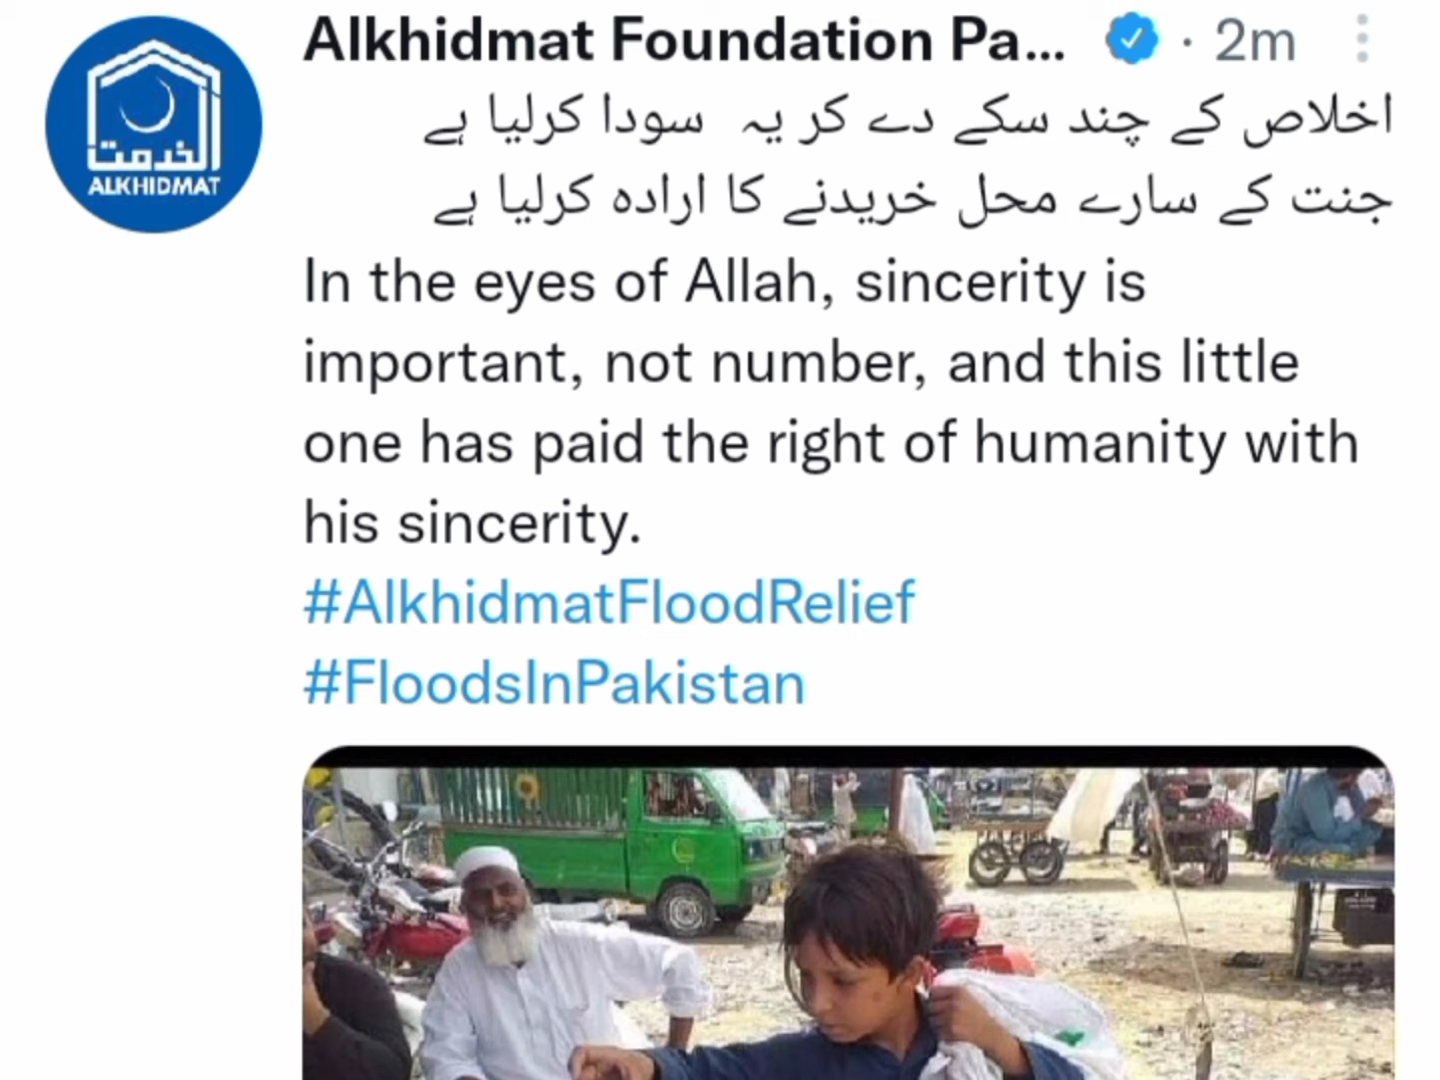 Alkhidmat Foundation Pa... · 2m
الخدمت
ALKHIDMAT
اخلاص کے چند سکے دے کر یہ سودا کرلیا ہے
جنت کے سارے محل خریدنے کا ارادہ کرلیا ہے
In the eyes of Allah, sincerity is
important, not number, and this little
one has paid the right of humanity with
his sincerity.
#AlkhidmatFloodRelief
#FloodsInPakistan